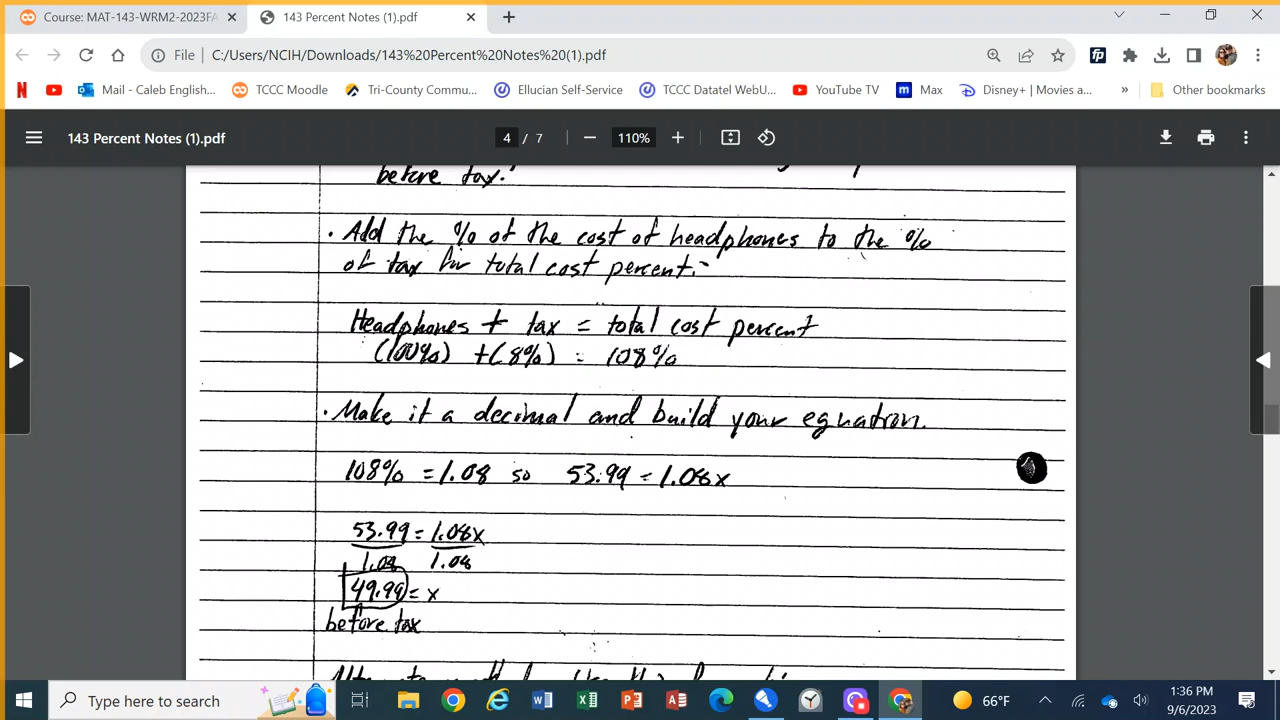 Course: MAT-143-WRM2-2023FA
143 Percent Notes (1).pdf
File C:/Users/NCIH/Downloads/143%20Percent%20Notes%20(1).pdf
Mail - Caleb English... TCCC Moodle Tri-County Commu... Ellucian Self-Service TCCC Datatel WebU... YouTube TV Max Disney+ | Movies a... » Other bookmarks
143 Percent Notes (1).pdf 4 / 7 110%
before tax.
. Add the % of the cost of headphones to the %
of tax for total cost percent.
Headphones + tax = total cost percent
(100%) + (8%) = 108%
. Make it a decimal and build your equation.
108% = 1.08 so 53.99 = 1.08x
53.99 = 1.08x
1.08 1.08
49.99 = x
before tax
Type here to search
66°F
1:36 PM
9/6/2023